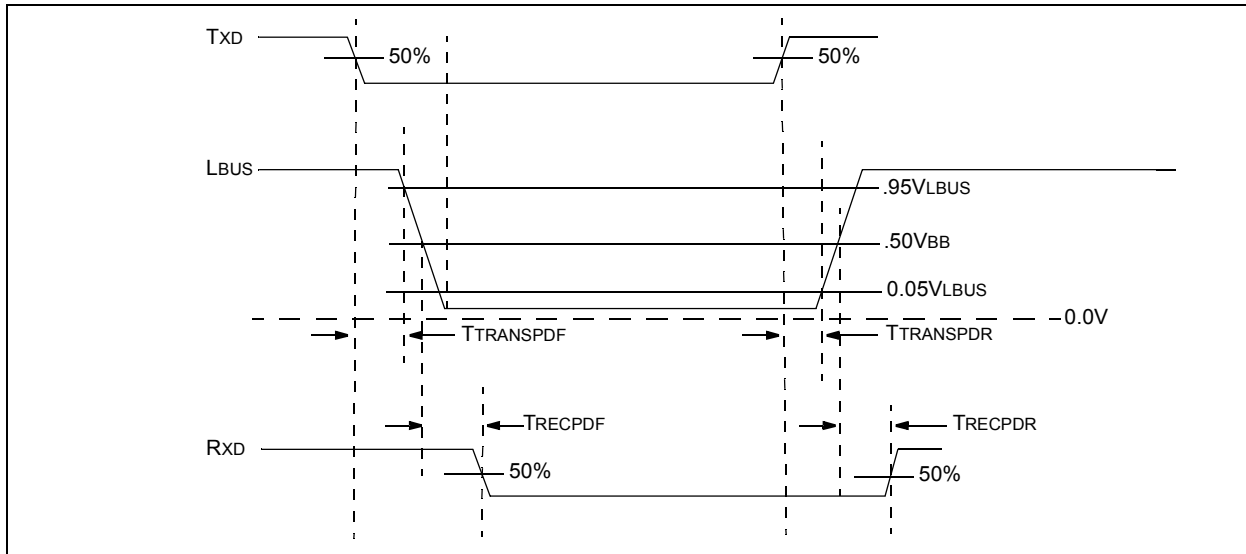 TXD
50%
50%
LBUS
.95VLBUS
.50VBB
0.05VLBUS
0.0V
TTRANSPDF
TTRANSPDR
TRECPDF
TRECPDR
RXD
50%
50%